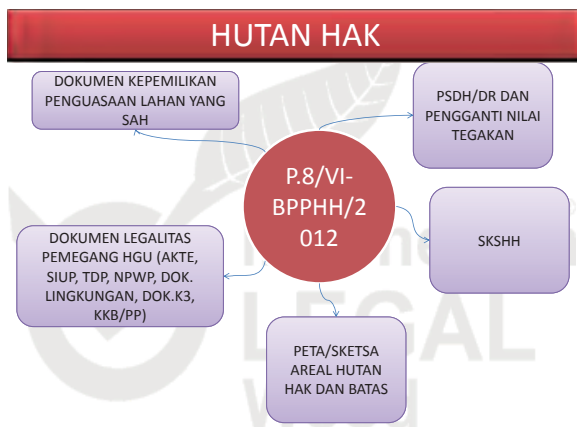 HUTAN HAK
DOKUMEN KEPEMILIKAN
PENGUASAAN LAHAN YANG
SAH
PSDH/DR DAN
PENGGANTI NILAI
TEGAKAN
P.8/VI-
BPPHH/2
012
DOKUMEN LEGALITAS
PEMEGANG HGU (AKTE,
SIUP, TDP, NPWP, DOK.
LINGKUNGAN, DOK.K3,
KKB/PP)
SKSHH
PETA/SKETSA
AREAL HUTAN
HAK DAN BATAS
LEGAL